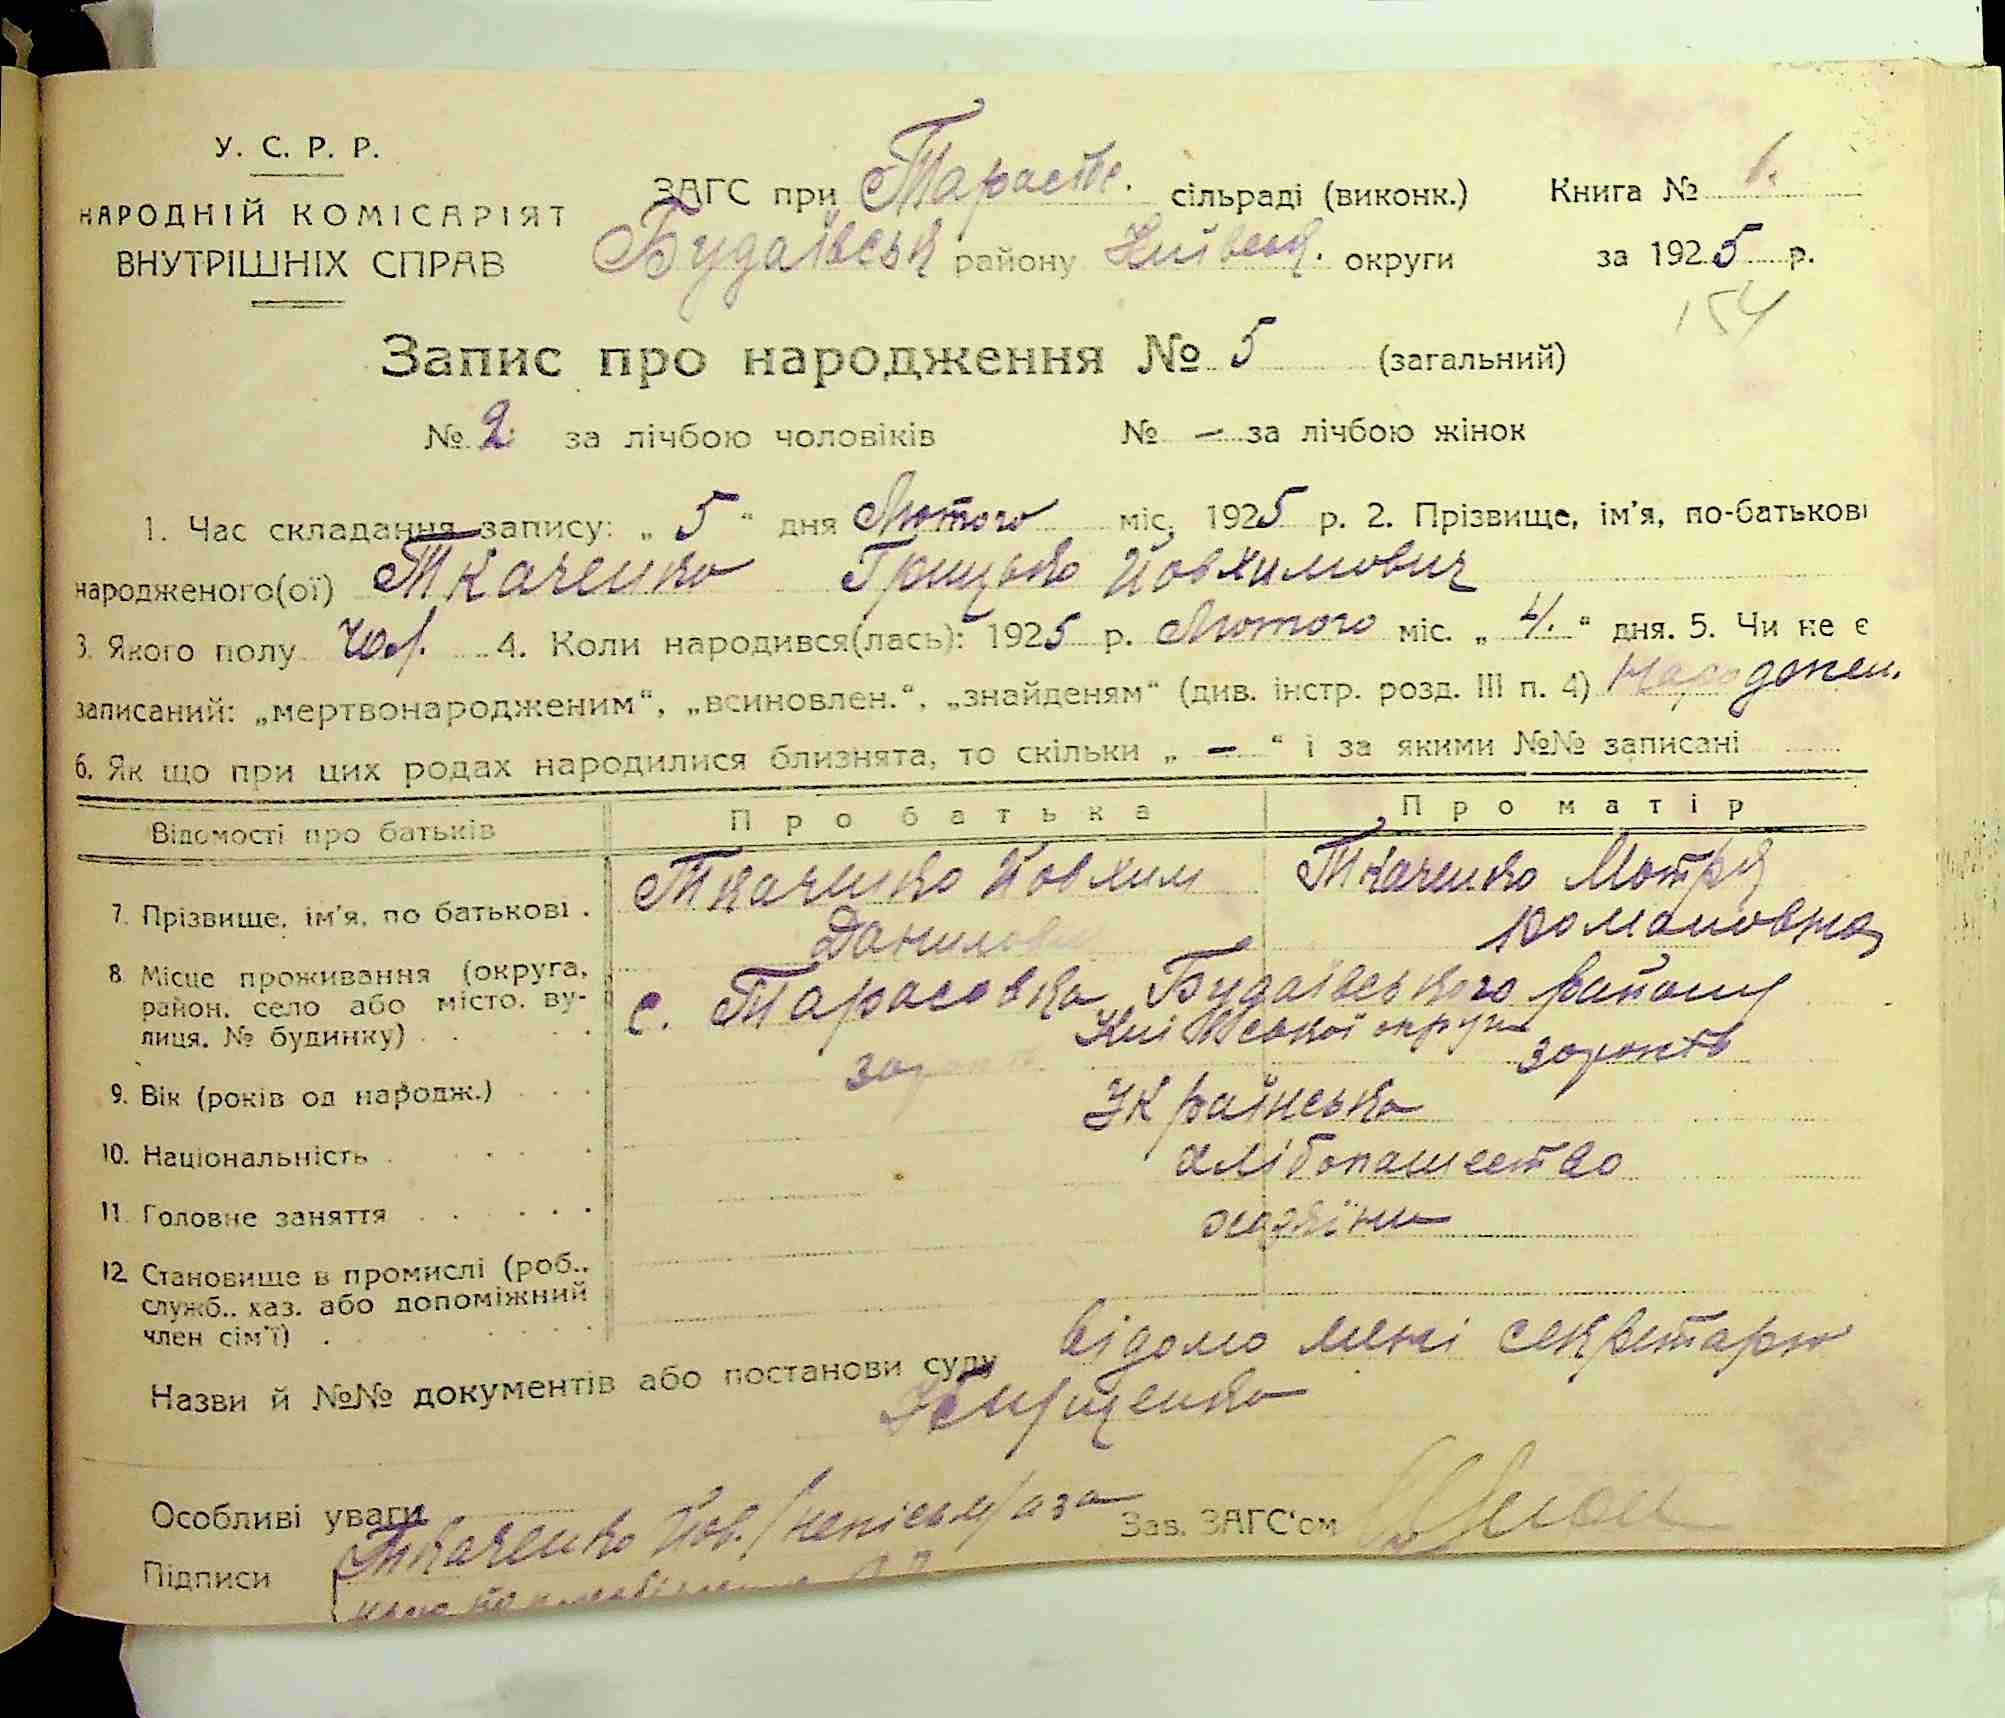 У. С. Р. Р.
НАРОДНІЙ КОМІСАРІЯТ
ВНУТРІШНІХ СПРАВ
ЗАГС при Тарасів. сільраді (виконк.)
Будаївськ району Київськ. округи
Книга №
за 1925 р.
154
Запис про народження № 5 (загальний)
№ 2 за лічбою чоловіків № — за лічбою жінок
1. Час складання запису: „ 5 “ дня Лютого міс. 1925 р. 2. Прізвище, ім'я, по-батькові
народженого(ої) Ткаченко Грицько Йовхимович
3. Якого полу чол. 4. Коли народився(лась): 1925 р. Лютого міс. „ 4. “ дня. 5. Чи не є
записаний: „мертвонародженим“, „всиновлен.“, „знайденям“ (див. інстр. розд. III п. 4) Народжен.
6. Як що при цих родах народилися близнята, то скільки „ — “ і за якими №№ записані
Відомості про батьків Про батька Про матір
7. Прізвище, ім'я, по батькові . Ткаченко Йовхим Ткаченко Мотря
Данилови Романовна
8. Місце проживання (округа, район, село або місто, ву-
лиця, № будинку) . . . с. Тарасовка Будаївського району
Київської округи
9. Вік (років од народж.) . . .
10. Національність . . . . . Українська
11. Головне заняття . . . . . . хлібопашество
12. Становище в промислі (роб., хазяїни
служб., хаз. або допоміжний
член сім'ї) . . . . . .
Назви й №№ документів або постанови суду Відомо мені секретарю
Особливі уваги
Підписи Ткаченко Йов.
Зав. ЗАГС'ом